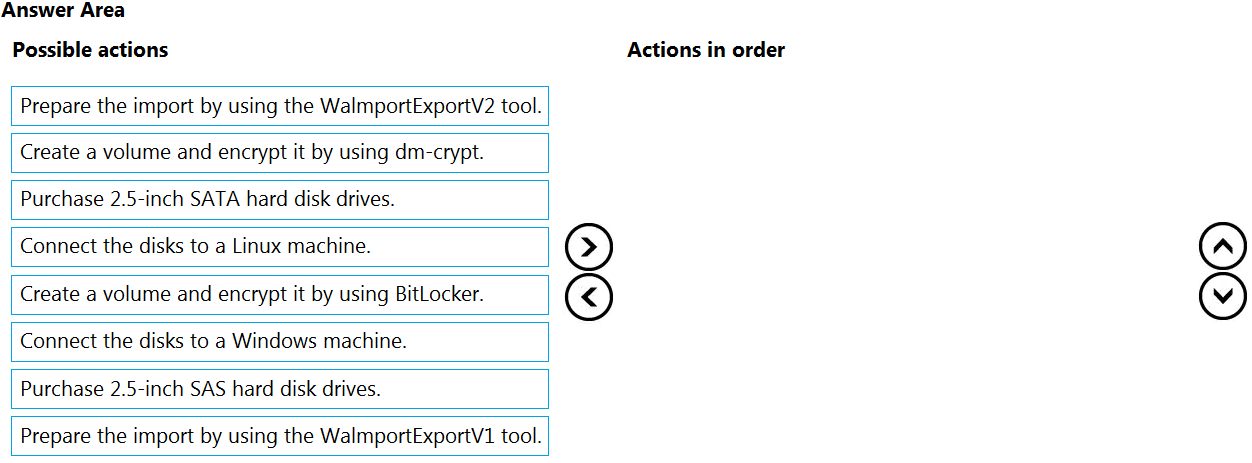 Answer Area
Possible actions
Actions in order
Prepare the import by using the WaImportExportV2 tool.
Create a volume and encrypt it by using dm-crypt.
Purchase 2.5-inch SATA hard disk drives.
Connect the disks to a Linux machine.
Create a volume and encrypt it by using BitLocker.
Connect the disks to a Windows machine.
Purchase 2.5-inch SAS hard disk drives.
Prepare the import by using the WaImportExportV1 tool.